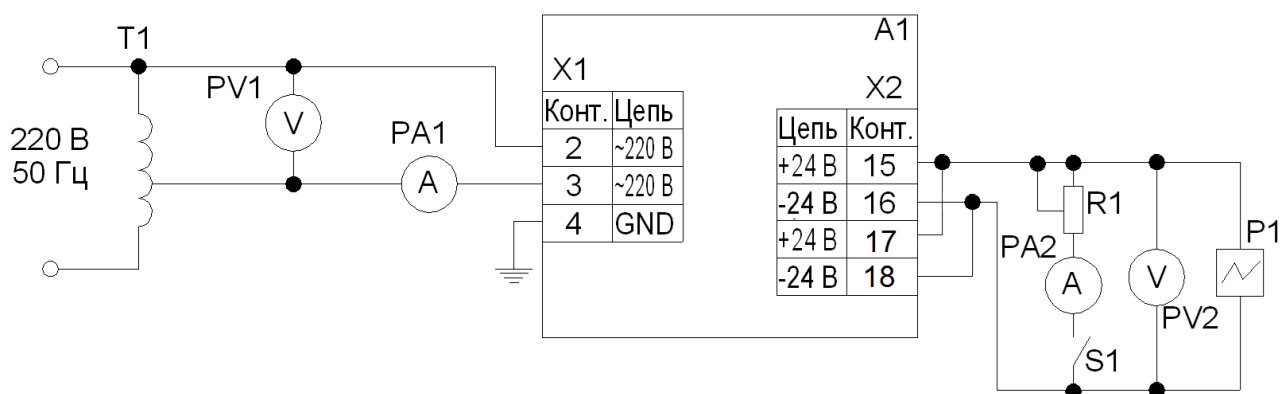 T1
220 В
50 Гц
PV1
V
PA1
A
A1
X1
Конт. Цепь
2 ~220 В
3 ~220 В
4 GND
X2
Цепь Конт.
+24 В 15
-24 В 16
+24 В 17
-24 В 18
R1
PA2
A
S1
V
PV2
P1